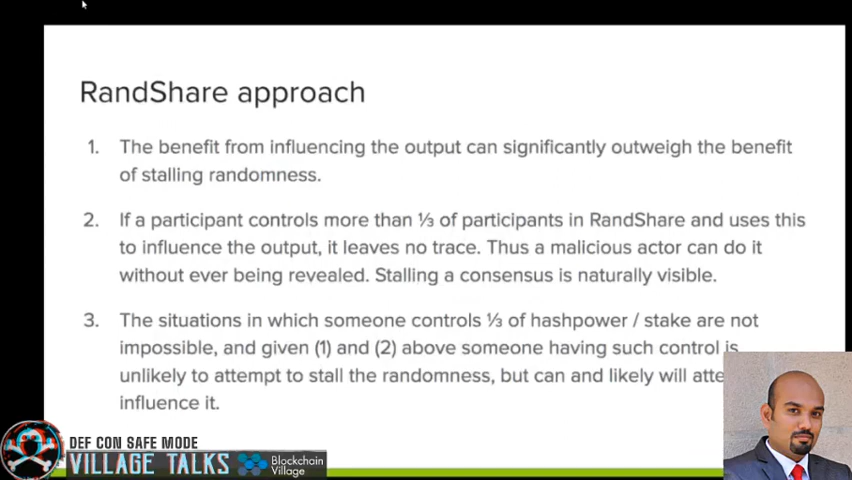 RandShare approach
1. The benefit from influencing the output can significantly outweigh the benefit
of stalling randomness.
2. If a participant controls more than ⅓ of participants in RandShare and uses this
to influence the output, it leaves no trace. Thus a malicious actor can do it
without ever being revealed. Stalling a consensus is naturally visible.
3. The situations in which someone controls ⅓ of hashpower / stake are not
impossible, and given (1) and (2) above someone having such control is
unlikely to attempt to stall the randomness, but can and likely will atte
influence it.
DEF CON SAFE MODE
VILLAGE TALKS
Blockchain
Village